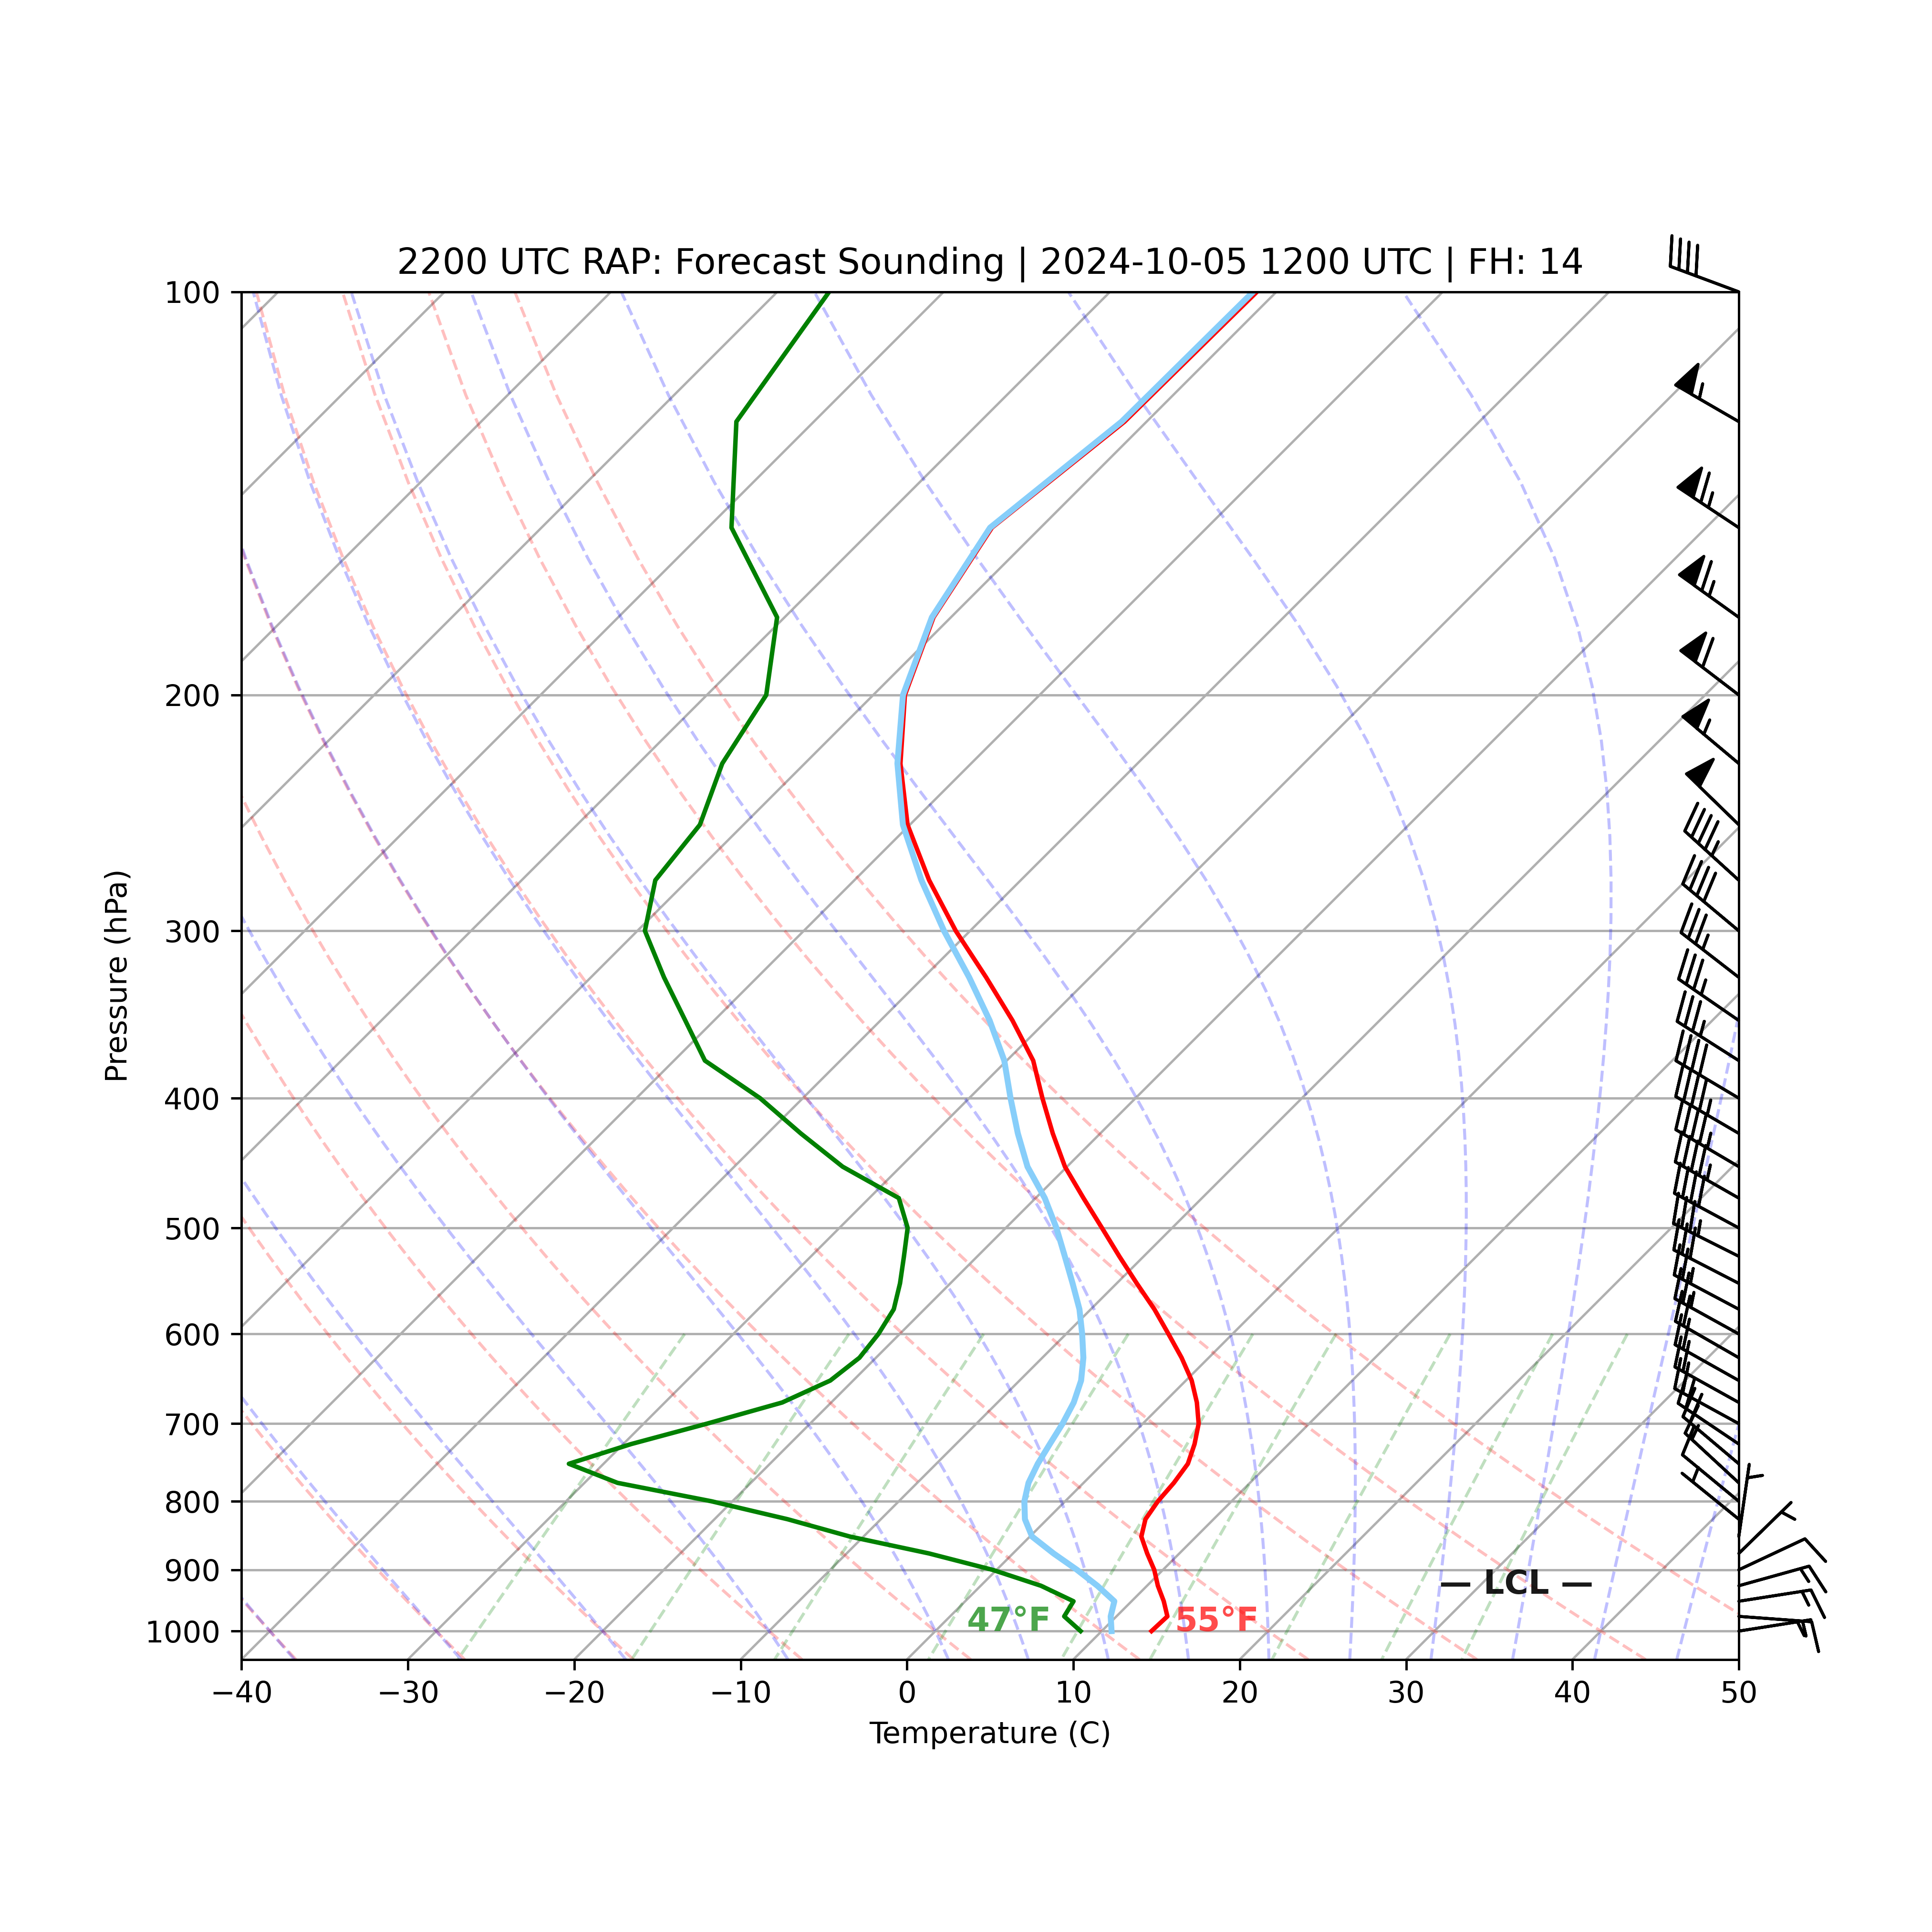 2200 UTC RAP: Forecast Sounding | 2024-10-05 1200 UTC | FH: 14
100
200
300
400
500
600
700
800
900
1000
Pressure (hPa)
— LCL —
47°F
55°F
−40 −30 −20 −10 0 10 20 30 40 50
Temperature (C)